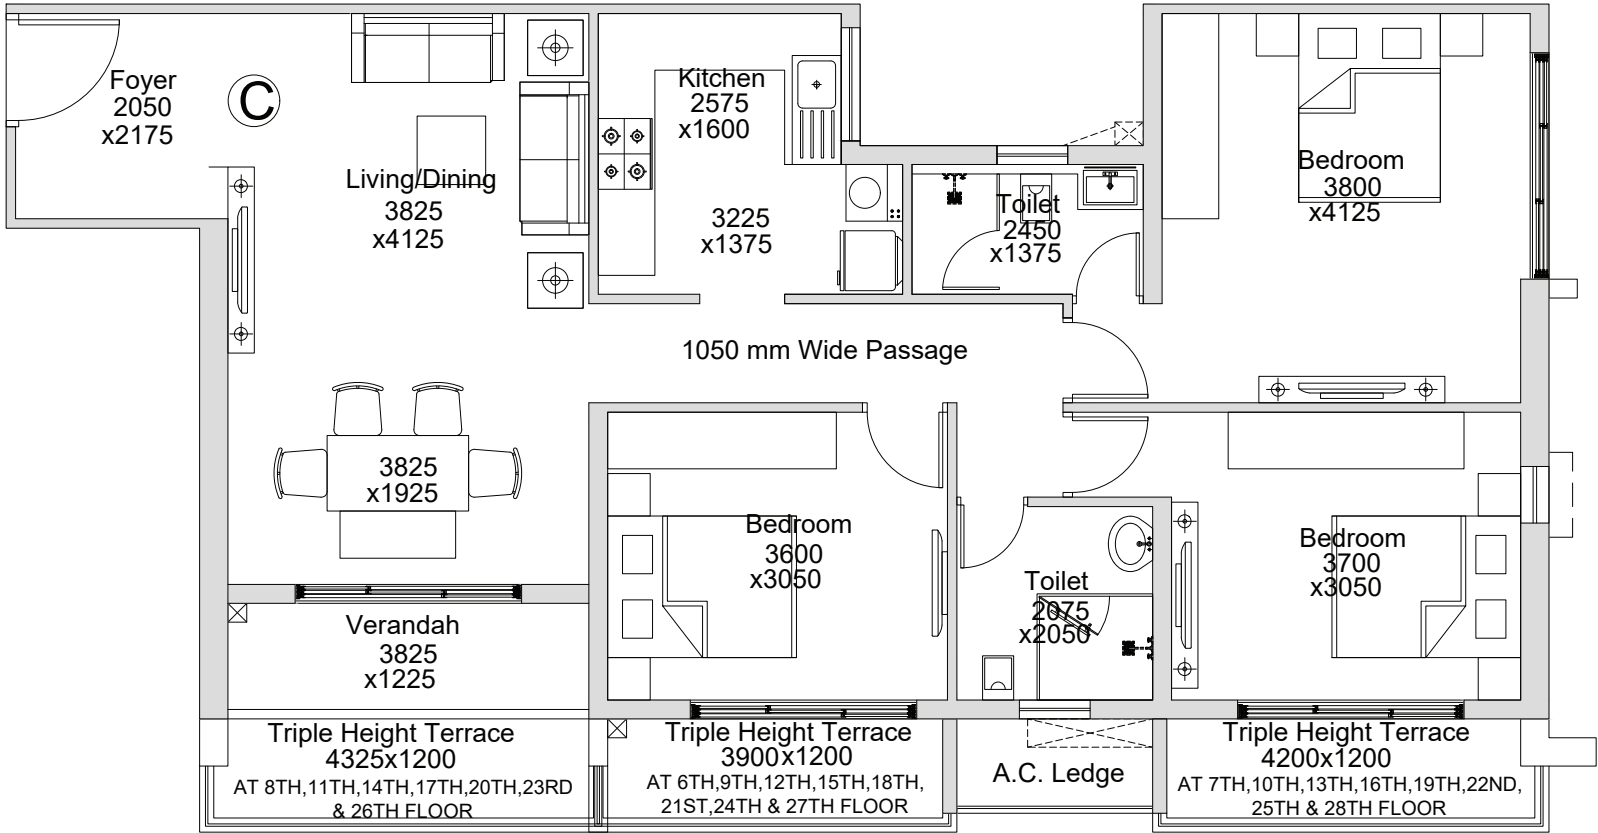 Foyer
2050
x2175
C
Living/Dining
3825
x4125
Kitchen
2575
x1600
3225
x1375
Toilet
2450
x1375
Bedroom
3800
x4125
1050 mm Wide Passage
3825
x1925
Bedroom
3600
x3050
Toilet
2075
x2050
Bedroom
3700
x3050
Verandah
3825
x1225
Triple Height Terrace
4325x1200
AT 8TH,11TH,14TH,17TH,20TH,23RD
& 26TH FLOOR
Triple Height Terrace
3900x1200
AT 6TH,9TH,12TH,15TH,18TH,
21ST,24TH & 27TH FLOOR
A.C. Ledge
Triple Height Terrace
4200x1200
AT 7TH,10TH,13TH,16TH,19TH,22ND,
25TH & 28TH FLOOR